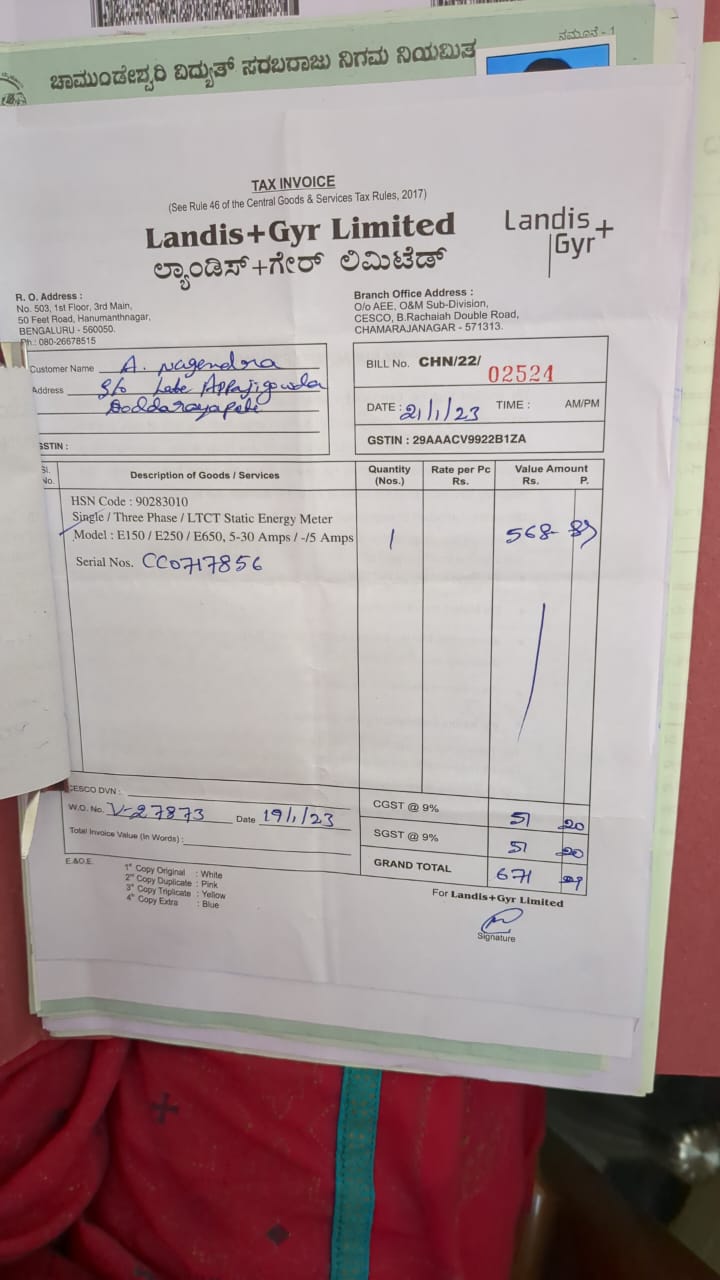 ನಮೂನೆ - 1
ಚಾಮುಂಡೇಶ್ವರಿ ವಿದ್ಯುತ್ ಸರಬರಾಜು ನಿಗಮ ನಿಯಮಿತ
TAX INVOICE
(See Rule 46 of the Central Goods & Services Tax Rules, 2017)
Landis+Gyr Limited
ಲ್ಯಾಂಡಿಸ್+ಗೇರ್ ಲಿಮಿಟೆಡ್
Landis+
Gyr
R. O. Address :
No. 503, 1st Floor, 3rd Main,
50 Feet Road, Hanumanthnagar,
BENGALURU - 560050.
Ph.: 080-26678515
Branch Office Address :
O/o AEE, O&M Sub-Division,
CESCO, B.Rachaiah Double Road,
CHAMARAJANAGAR - 571313.
Customer Name A. Nagendra
Address S/o Late Appajigowda
Doddarayapete
GSTIN :
BILL No. CHN/22/ 02524
DATE : 21/1/23 TIME : AM/PM
GSTIN : 29AAACV9922B1ZA
Sl. No. Description of Goods / Services Quantity (Nos.) Rate per Pc Rs. Value Amount Rs. P.
HSN Code : 90283010
Single / Three Phase / LTCT Static Energy Meter
Model : E150 / E250 / E650, 5-30 Amps / -/5 Amps 1 568-89
Serial Nos. CC0717856
CESCO DVN :
W.O. No. V-27873 Date 19/1/23
Total Invoice Value (In Words) :
CGST @ 9% 51 20
SGST @ 9% 51 20
GRAND TOTAL 671 29
E.&O.E.
1st Copy Original : White
2nd Copy Duplicate : Pink
3rd Copy Triplicate : Yellow
4th Copy Extra : Blue
For Landis+Gyr Limited
Signature